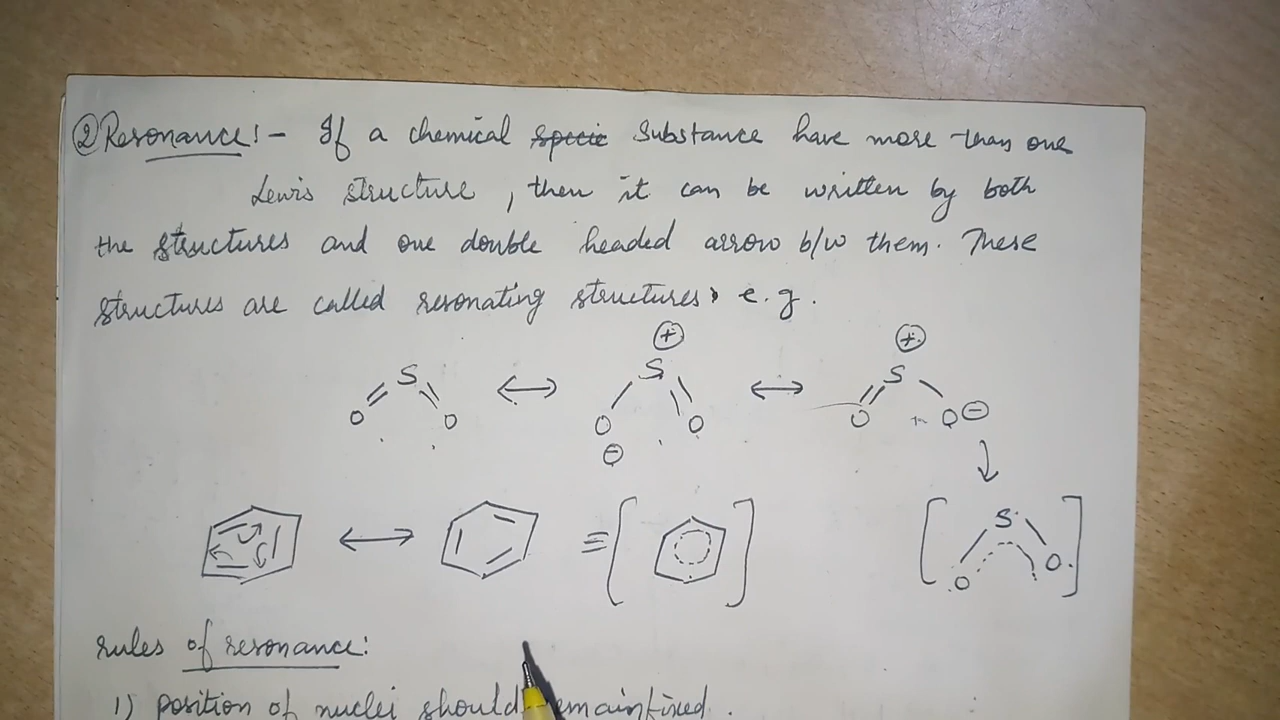 ② Resonance:- If a chemical specie substance have more than one
Lewis structure, then it can be written by both
the structures and one double headed arrow b/w them. These
structures are called resonating structures, e.g.
⊕ ⊕
S ↔ S ↔ S
O O O O O O ⊖
⊖ ↓
↔ ≡ [ ] [ S
O O ]
rules of resonance:
1) position of nuclei should remain fixed.